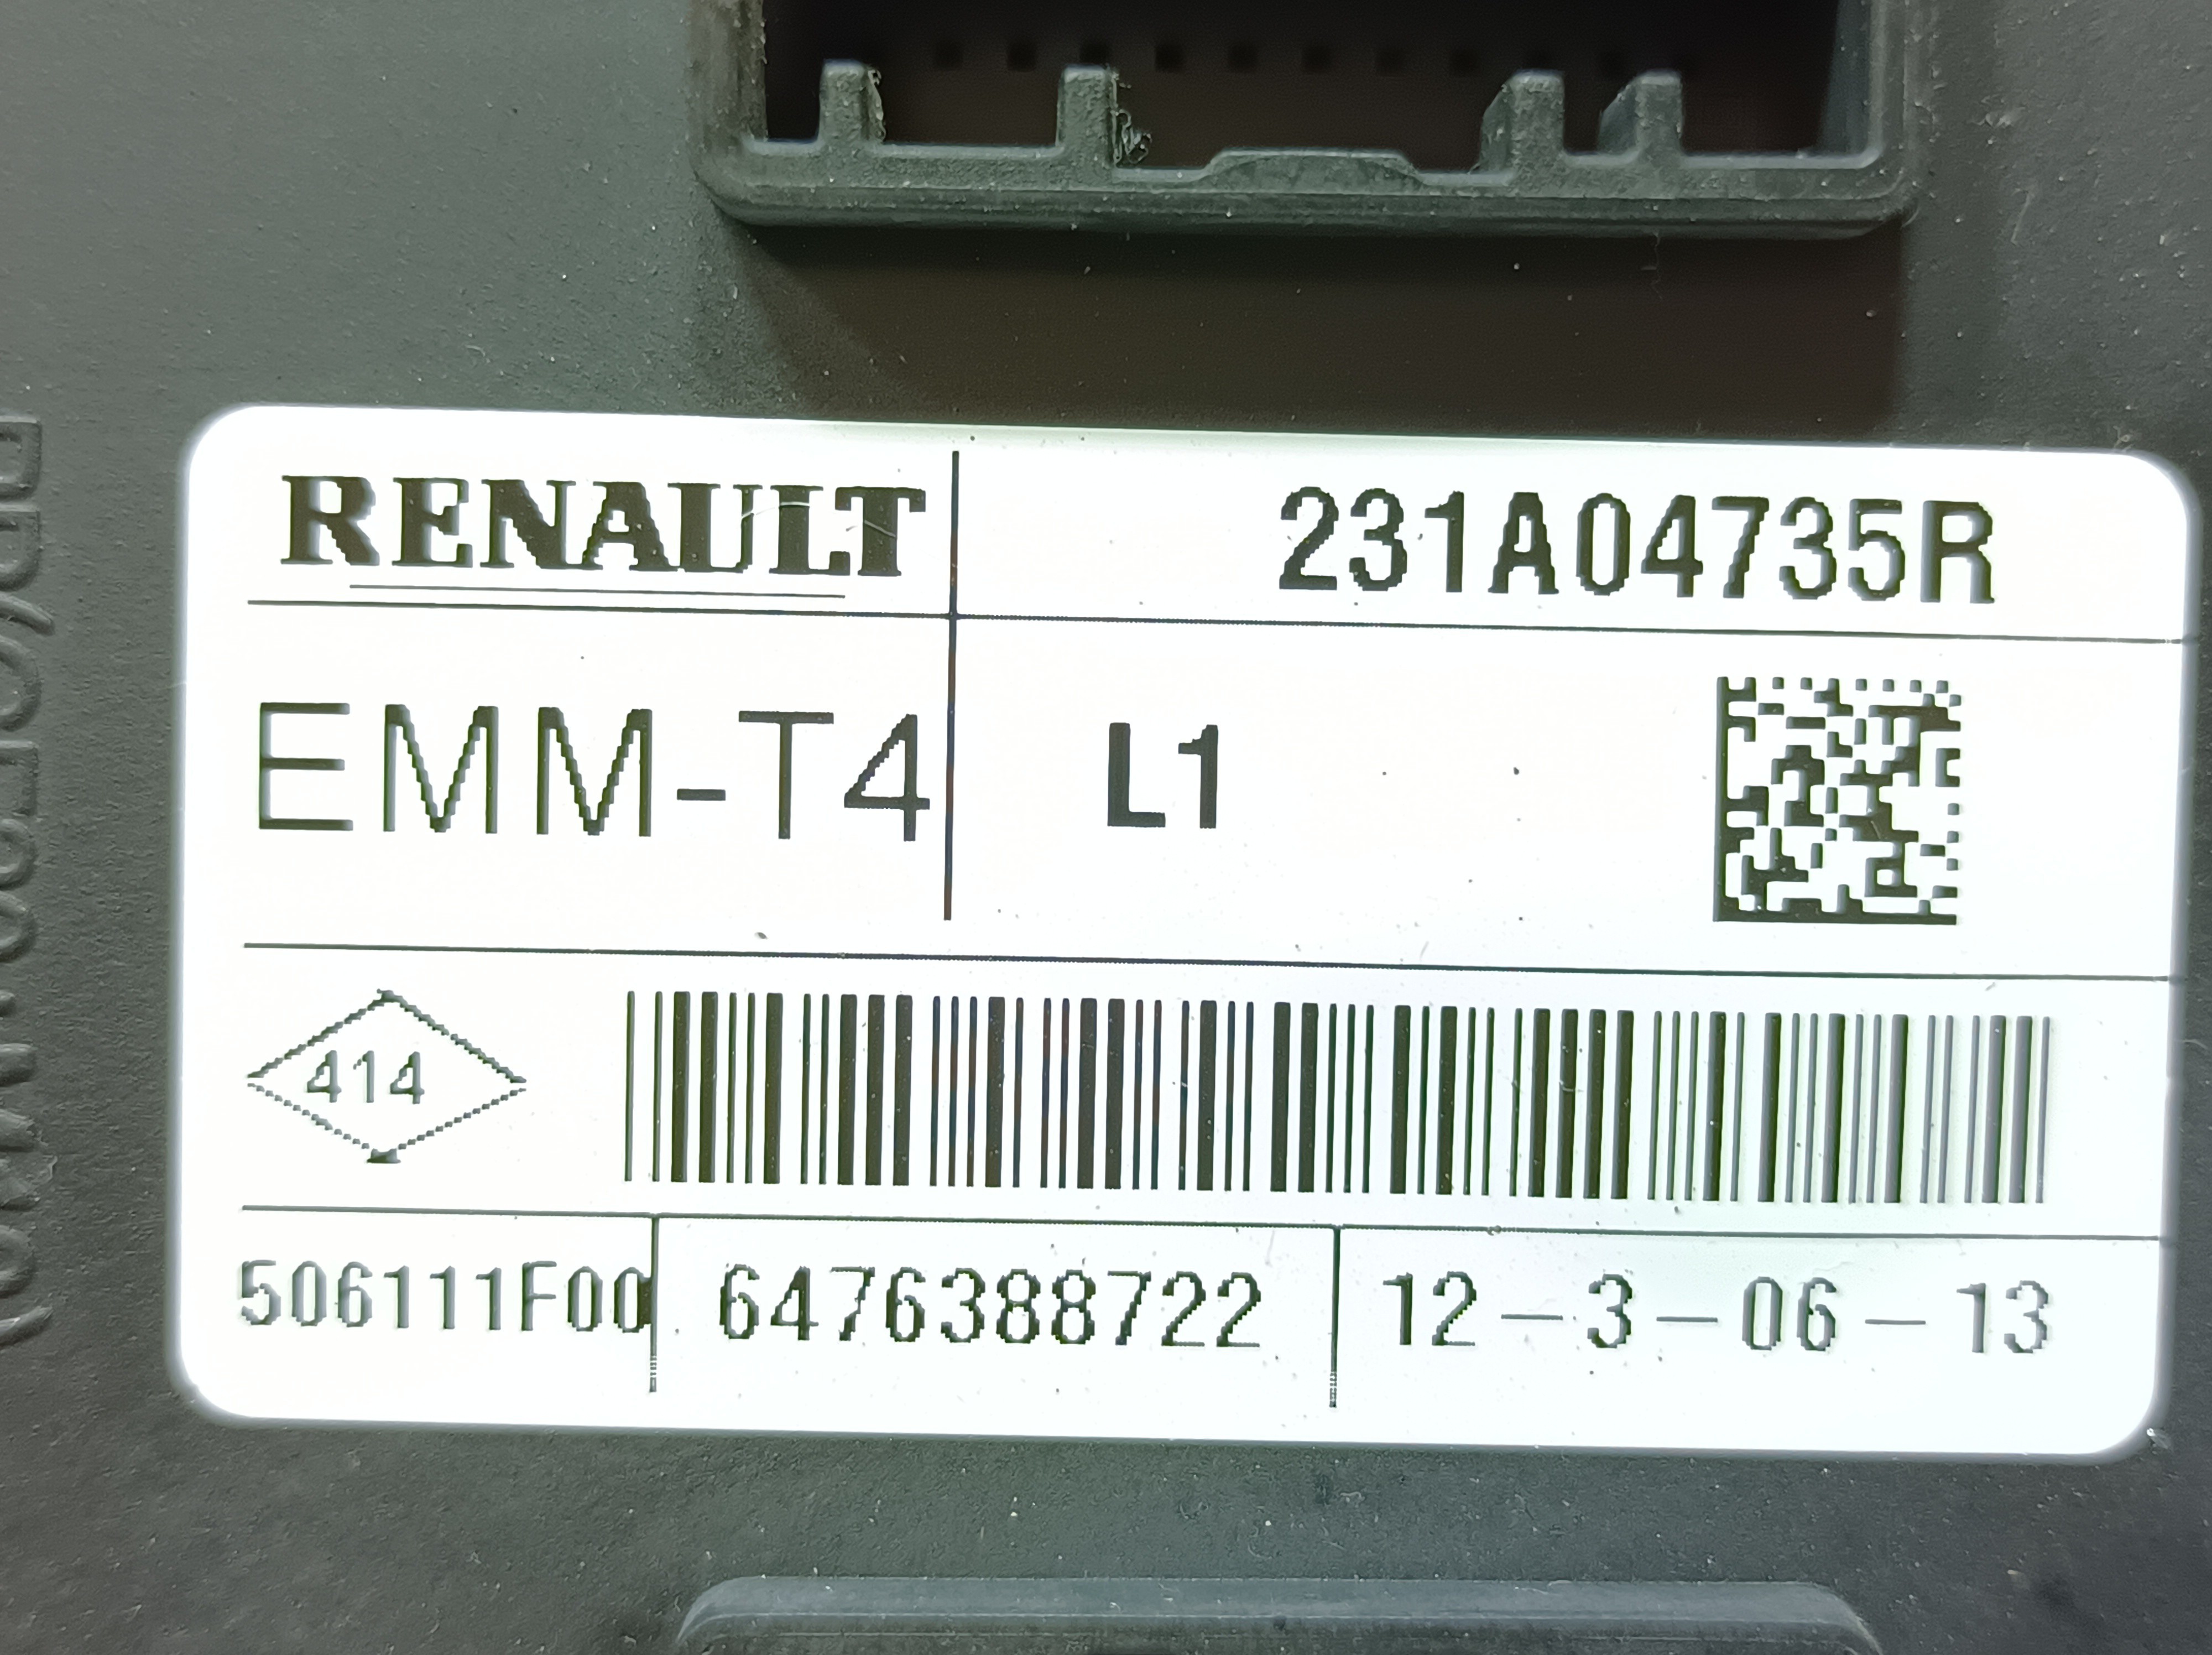 RENAULT 231A04735R
EMM-T4 L1
414
506111F00 6476388722 12-3-06-13